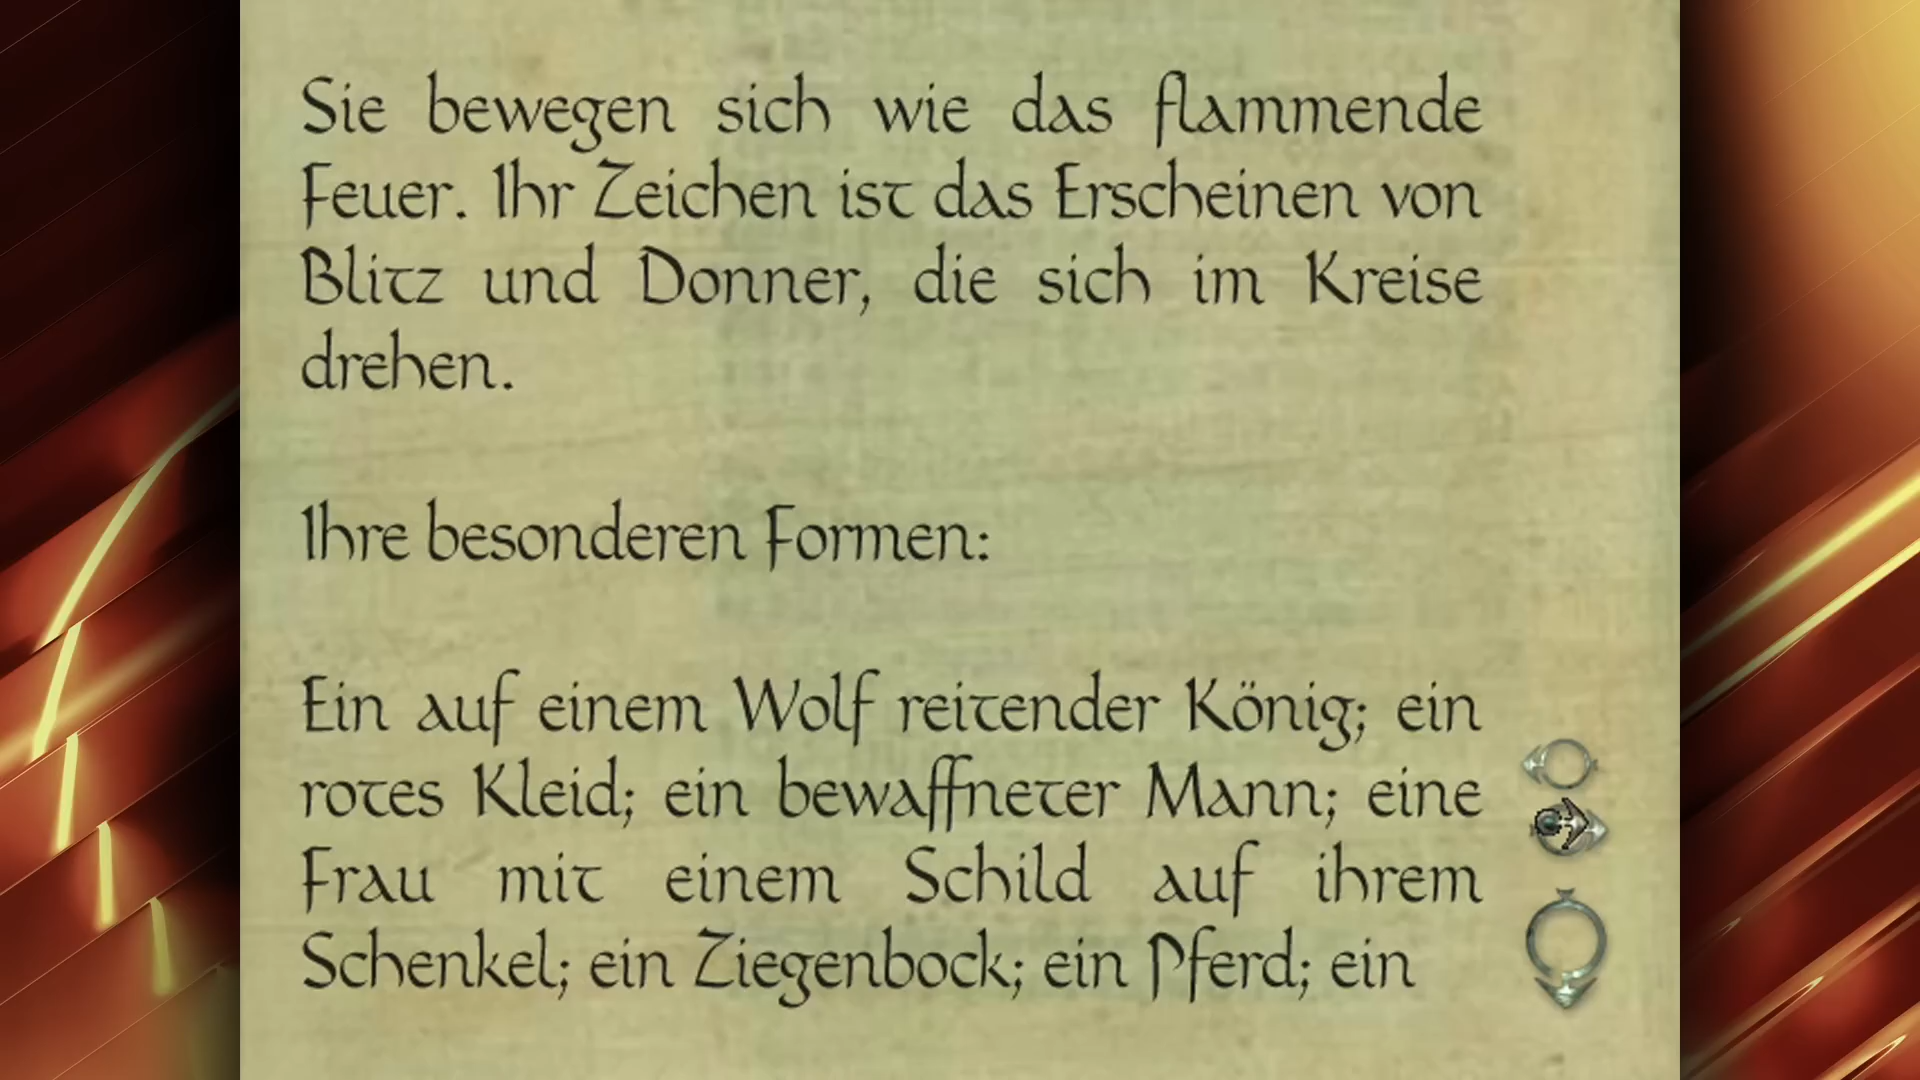 Sie bewegen sich wie das flammende
Feuer. Ihr Zeichen ist das Erscheinen von
Blitz und Donner, die sich im Kreise
drehen.
Ihre besonderen Formen:
Ein auf einem Wolf reitender König; ein
rotes Kleid; ein bewaffneter Mann; eine
Frau mit einem Schild auf ihrem
Schenkel; ein Ziegenbock; ein Pferd; ein